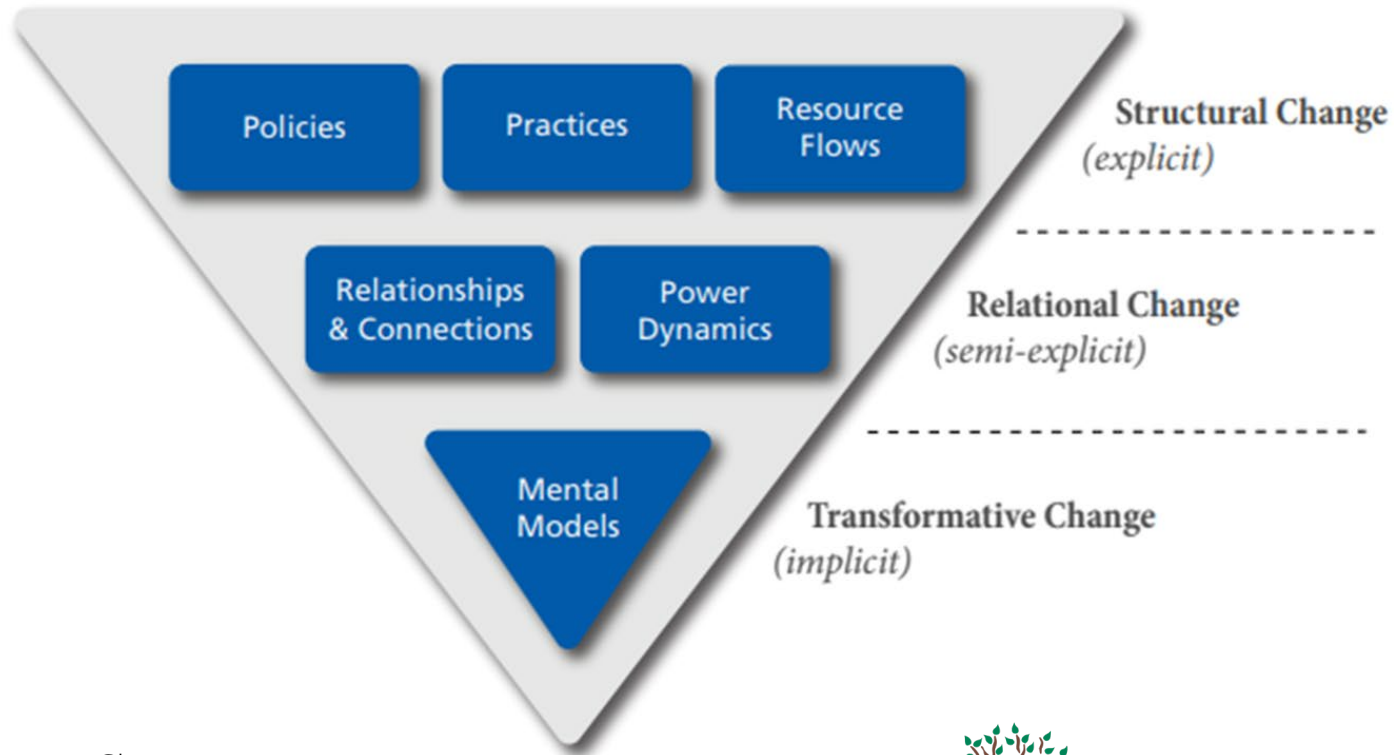 Policies
Practices
Resource
Flows
Structural Change
(explicit)
Relationships
& Connections
Power
Dynamics
Relational Change
(semi-explicit)
Mental
Models
Transformative Change
(implicit)